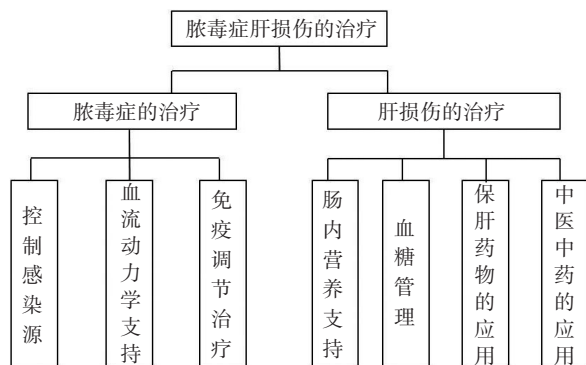 脓毒症肝损伤的治疗
脓毒症的治疗
肝损伤的治疗
控制感染源
血流动力学支持
免疫调节治疗
肠内营养支持
血糖管理
保肝药物的应用
中医中药的应用